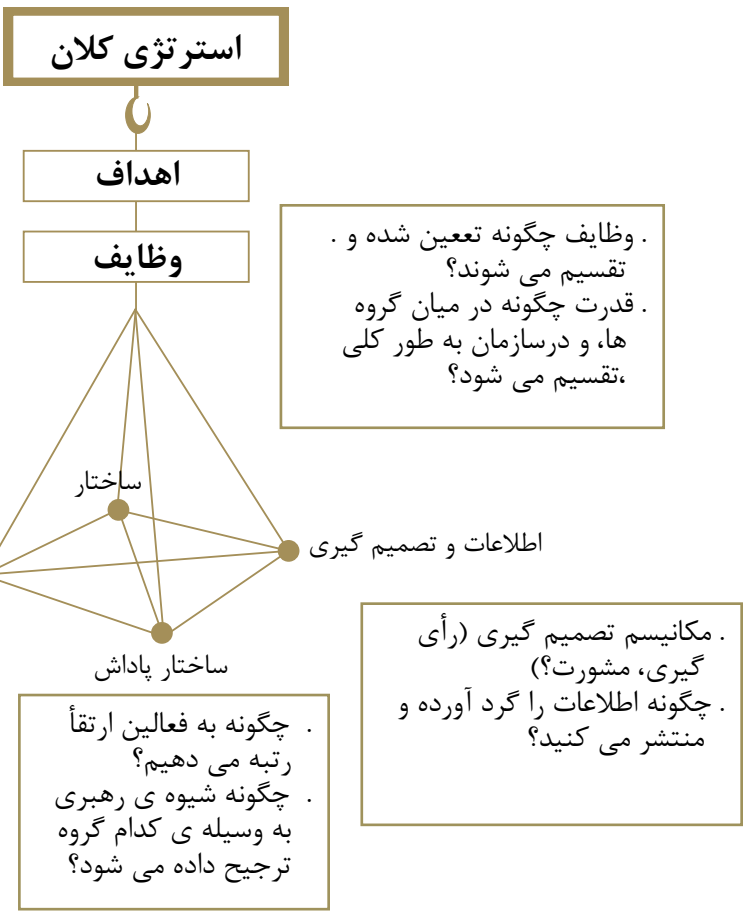 استرتژی کلان
اهداف
وظایف
. وظایف چگونه تععین شده و .
تقسیم می شوند؟
. قدرت چگونه در میان گروه
ها، و درسازمان به طور کلی
،تقسیم می شود؟
ساختار
اطلاعات و تصمیم گیری
ساختار پاداش
. مکانیسم تصمیم گیری (رأی
گیری، مشورت؟)
. چگونه اطلاعات را گرد آورده و
منتشر می کنید؟
. چگونه به فعالین ارتقأ
رتبه می دهیم؟
. چگونه شیوه ی رهبری
به وسیله ی کدام گروه
ترجیح داده می شود؟